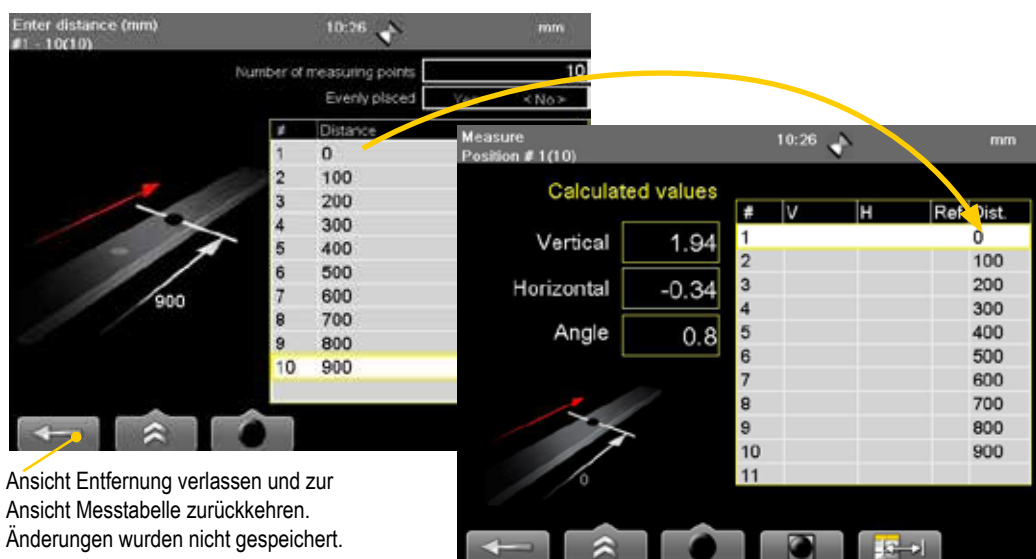 Enter distance (mm) 10:26 mm
#1 - 10(10)
Number of measuring points 10
Evenly placed Yes <No>
# Distance
1 0
2 100
3 200
4 300
5 400
6 500
7 600
8 700
9 800
10 900
900
Ansicht Entfernung verlassen und zur
Ansicht Messtabelle zurückkehren.
Änderungen wurden nicht gespeichert.
Measure 10:26 mm
Position # 1(10)
Calculated values
Vertical 1.94
Horizontal -0.34
Angle 0.8
# V H Ref. Dist.
1 0
2 100
3 200
4 300
5 400
6 500
7 600
8 700
9 800
10 900
11
0